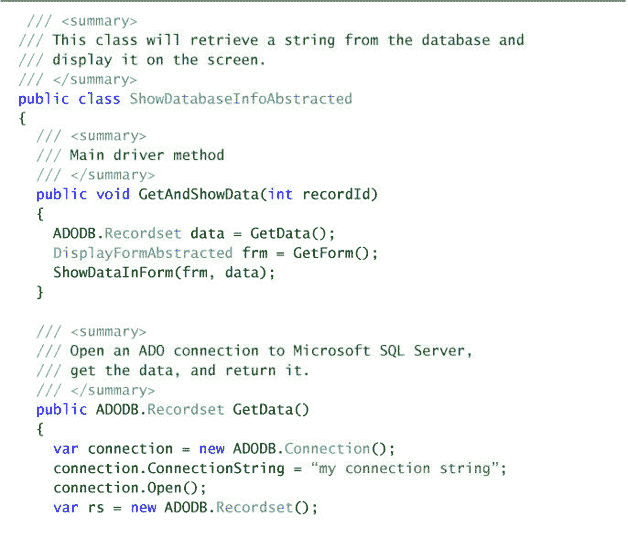 /// <summary>
/// This class will retrieve a string from the database and
/// display it on the screen.
/// </summary>
public class ShowDatabaseInfoAbstracted
{
/// <summary>
/// Main driver method
/// </summary>
public void GetAndShowData(int recordId)
{
ADODB.Recordset data = GetData();
DisplayFormAbstracted frm = GetForm();
ShowDataInForm(frm, data);
}
/// <summary>
/// Open an ADO connection to Microsoft SQL Server,
/// get the data, and return it.
/// </summary>
public ADODB.Recordset GetData()
{
var connection = new ADODB.Connection();
connection.ConnectionString = “my connection string”;
connection.Open();
var rs = new ADODB.Recordset();